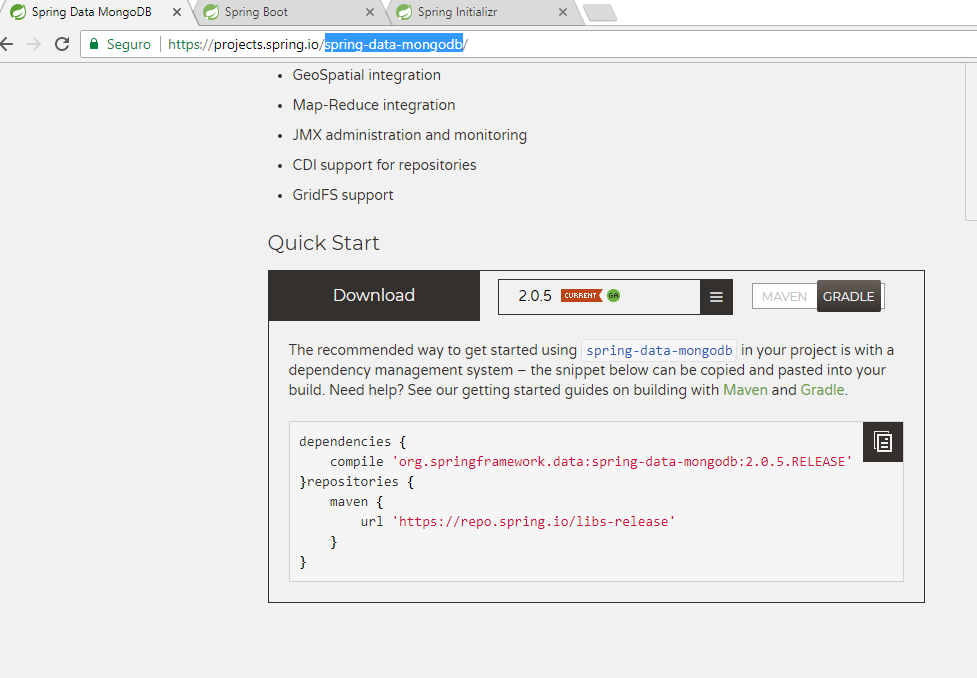 Spring Data MongoDB
Spring Boot
Spring Initializr
Seguro | https://projects.spring.io/spring-data-mongodb/
• GeoSpatial integration
• Map-Reduce integration
• JMX administration and monitoring
• CDI support for repositories
• GridFS support
Quick Start
Download
2.0.5 CURRENT GA
MAVEN GRADLE
The recommended way to get started using spring-data-mongodb in your project is with a
dependency management system – the snippet below can be copied and pasted into your
build. Need help? See our getting started guides on building with Maven and Gradle.
dependencies {
    compile 'org.springframework.data:spring-data-mongodb:2.0.5.RELEASE'
}repositories {
    maven {
        url 'https://repo.spring.io/libs-release'
    }
}